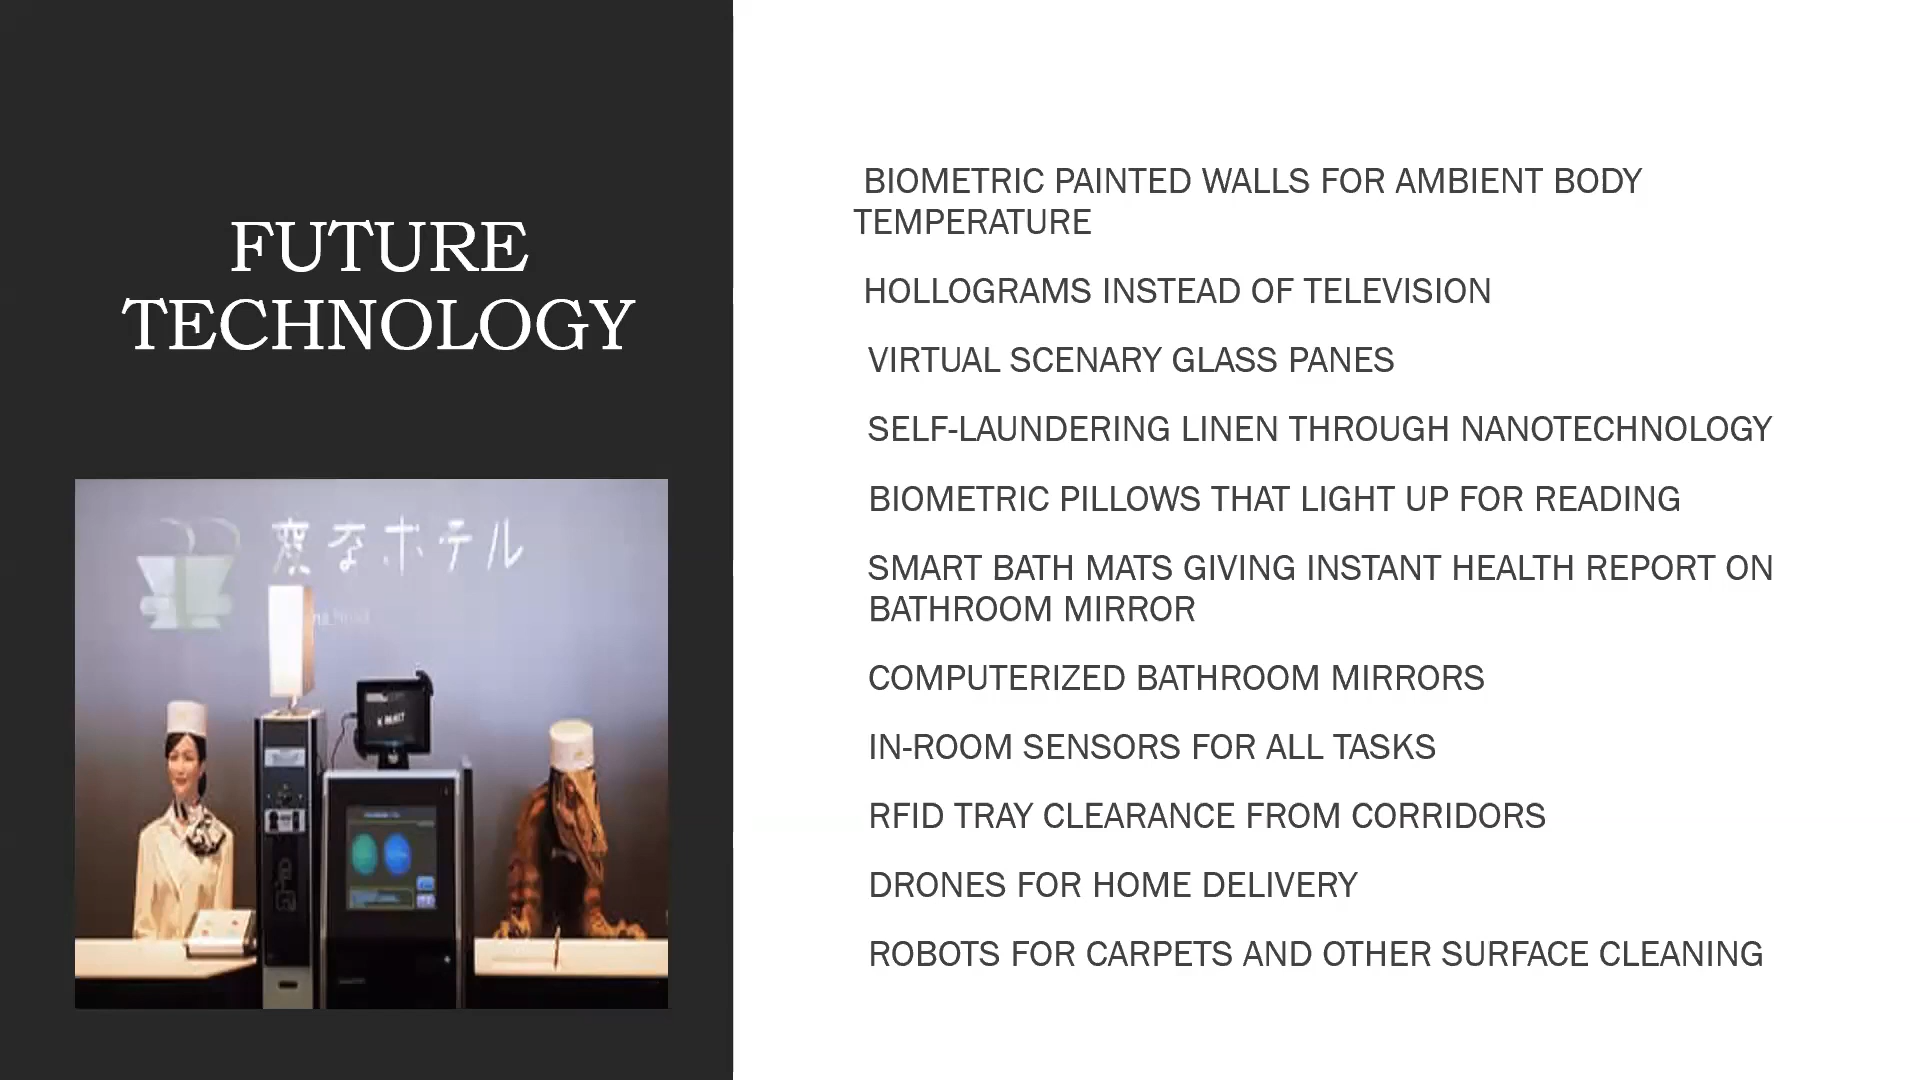 FUTURE
TECHNOLOGY
変なホテル
BIOMETRIC PAINTED WALLS FOR AMBIENT BODY
TEMPERATURE
HOLLOGRAMS INSTEAD OF TELEVISION
VIRTUAL SCENARY GLASS PANES
SELF-LAUNDERING LINEN THROUGH NANOTECHNOLOGY
BIOMETRIC PILLOWS THAT LIGHT UP FOR READING
SMART BATH MATS GIVING INSTANT HEALTH REPORT ON
BATHROOM MIRROR
COMPUTERIZED BATHROOM MIRRORS
IN-ROOM SENSORS FOR ALL TASKS
RFID TRAY CLEARANCE FROM CORRIDORS
DRONES FOR HOME DELIVERY
ROBOTS FOR CARPETS AND OTHER SURFACE CLEANING